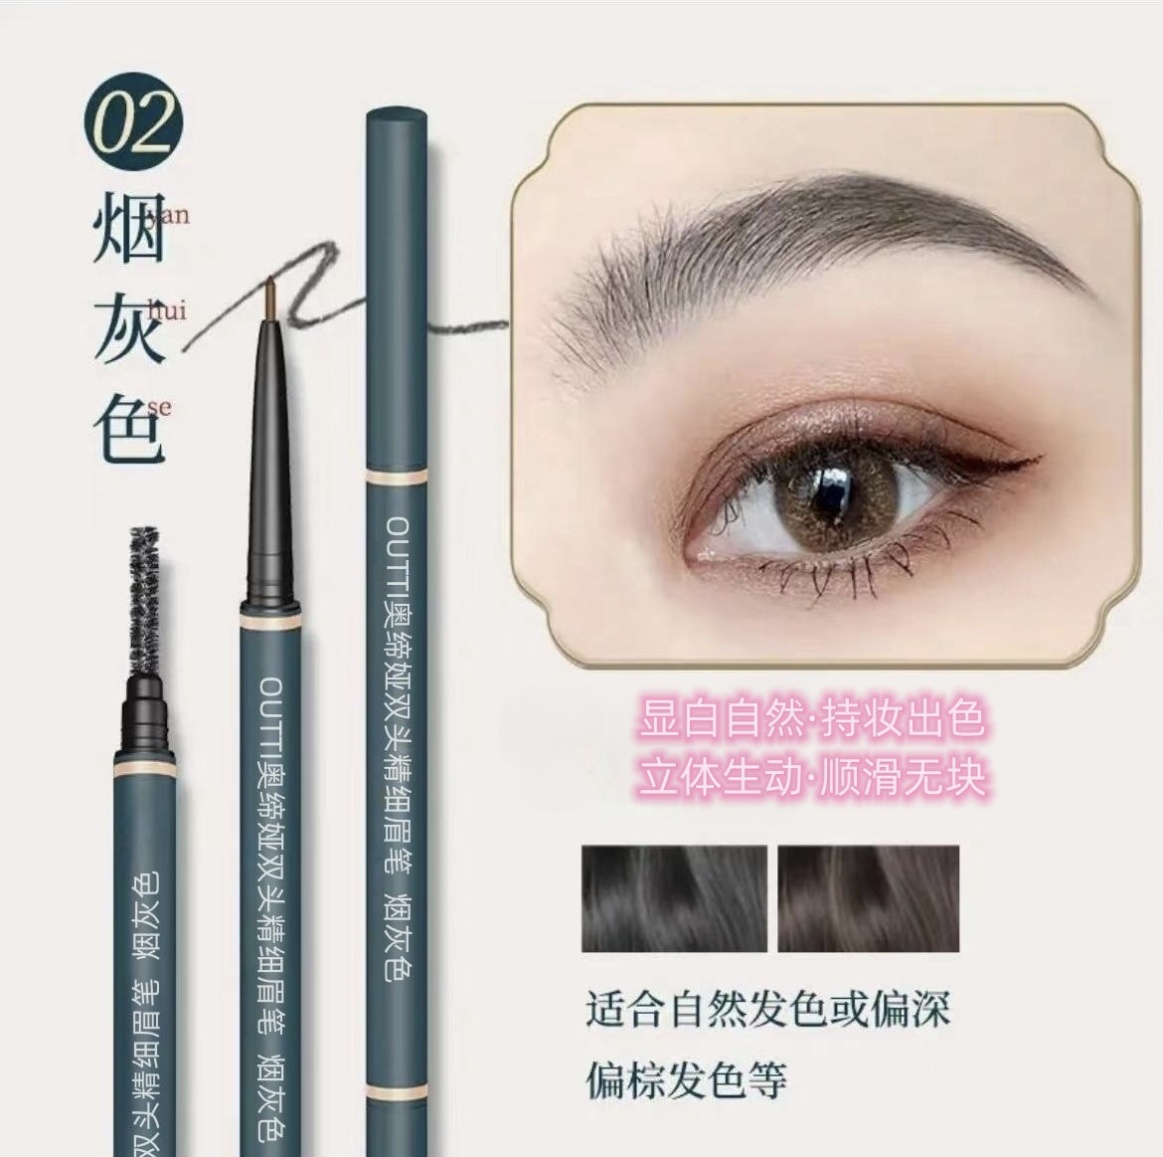 02
烟 yan
灰 hui
色 se
OUTTI奥缔娅双头精细眉笔 烟灰色
OUTTI奥缔娅双头精细眉笔 烟灰色
双头精细眉笔 烟灰色
显白自然·持妆出色
立体生动·顺滑无块
适合自然发色或偏深
偏棕发色等